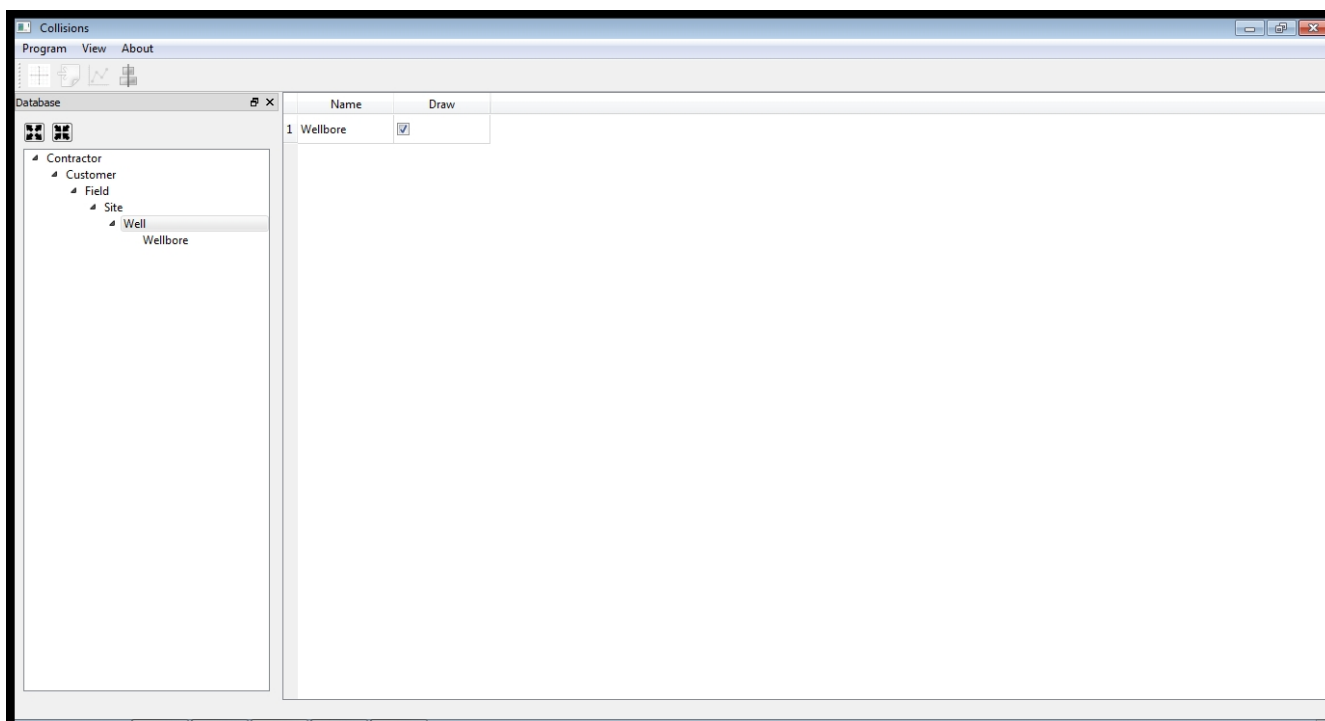 Collisions
Program View About
Database
Name Draw
1 Wellbore
Contractor
Customer
Field
Site
Well
Wellbore